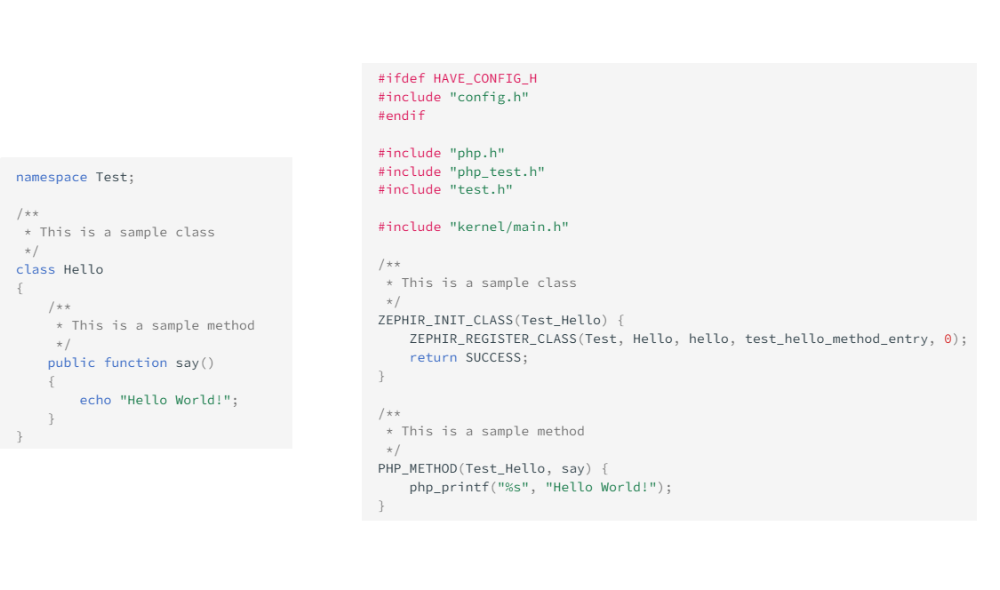 namespace Test;

/**
 * This is a sample class
 */
class Hello
{
    /**
     * This is a sample method
     */
    public function say()
    {
        echo "Hello World!";
    }
}

#ifdef HAVE_CONFIG_H
#include "config.h"
#endif

#include "php.h"
#include "php_test.h"
#include "test.h"

#include "kernel/main.h"

/**
 * This is a sample class
 */
ZEPHIR_INIT_CLASS(Test_Hello) {
    ZEPHIR_REGISTER_CLASS(Test, Hello, hello, test_hello_method_entry, 0);
    return SUCCESS;
}

/**
 * This is a sample method
 */
PHP_METHOD(Test_Hello, say) {
    php_printf("%s", "Hello World!");
}